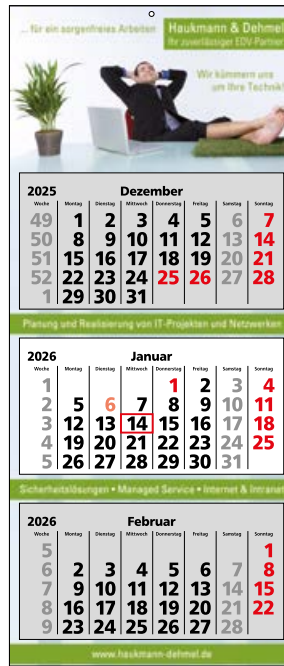 ... für ein sorgenfreies Arbeiten
Haukmann & Dehmel
Ihr zuverlässiger EDV-Partner
Wir kümmern uns
um Ihre Technik!
2025 Dezember
Woche Montag Dienstag Mittwoch Donnerstag Freitag Samstag Sonntag
49 1 2 3 4 5 6 7
50 8 9 10 11 12 13 14
51 15 16 17 18 19 20 21
52 22 23 24 25 26 27 28
1 29 30 31
Planung und Realisierung von IT-Projekten und Netzwerken
2026 Januar
Woche Montag Dienstag Mittwoch Donnerstag Freitag Samstag Sonntag
1 1 2 3 4
2 5 6 7 8 9 10 11
3 12 13 14 15 16 17 18
4 19 20 21 22 23 24 25
5 26 27 28 29 30 31
Sicherheitslösungen • Managed Service • Internet & Intranet
2026 Februar
Woche Montag Dienstag Mittwoch Donnerstag Freitag Samstag Sonntag
5 1
6 2 3 4 5 6 7 8
7 9 10 11 12 13 14 15
8 16 17 18 19 20 21 22
9 23 24 25 26 27 28
www.haukmann-dehmel.de